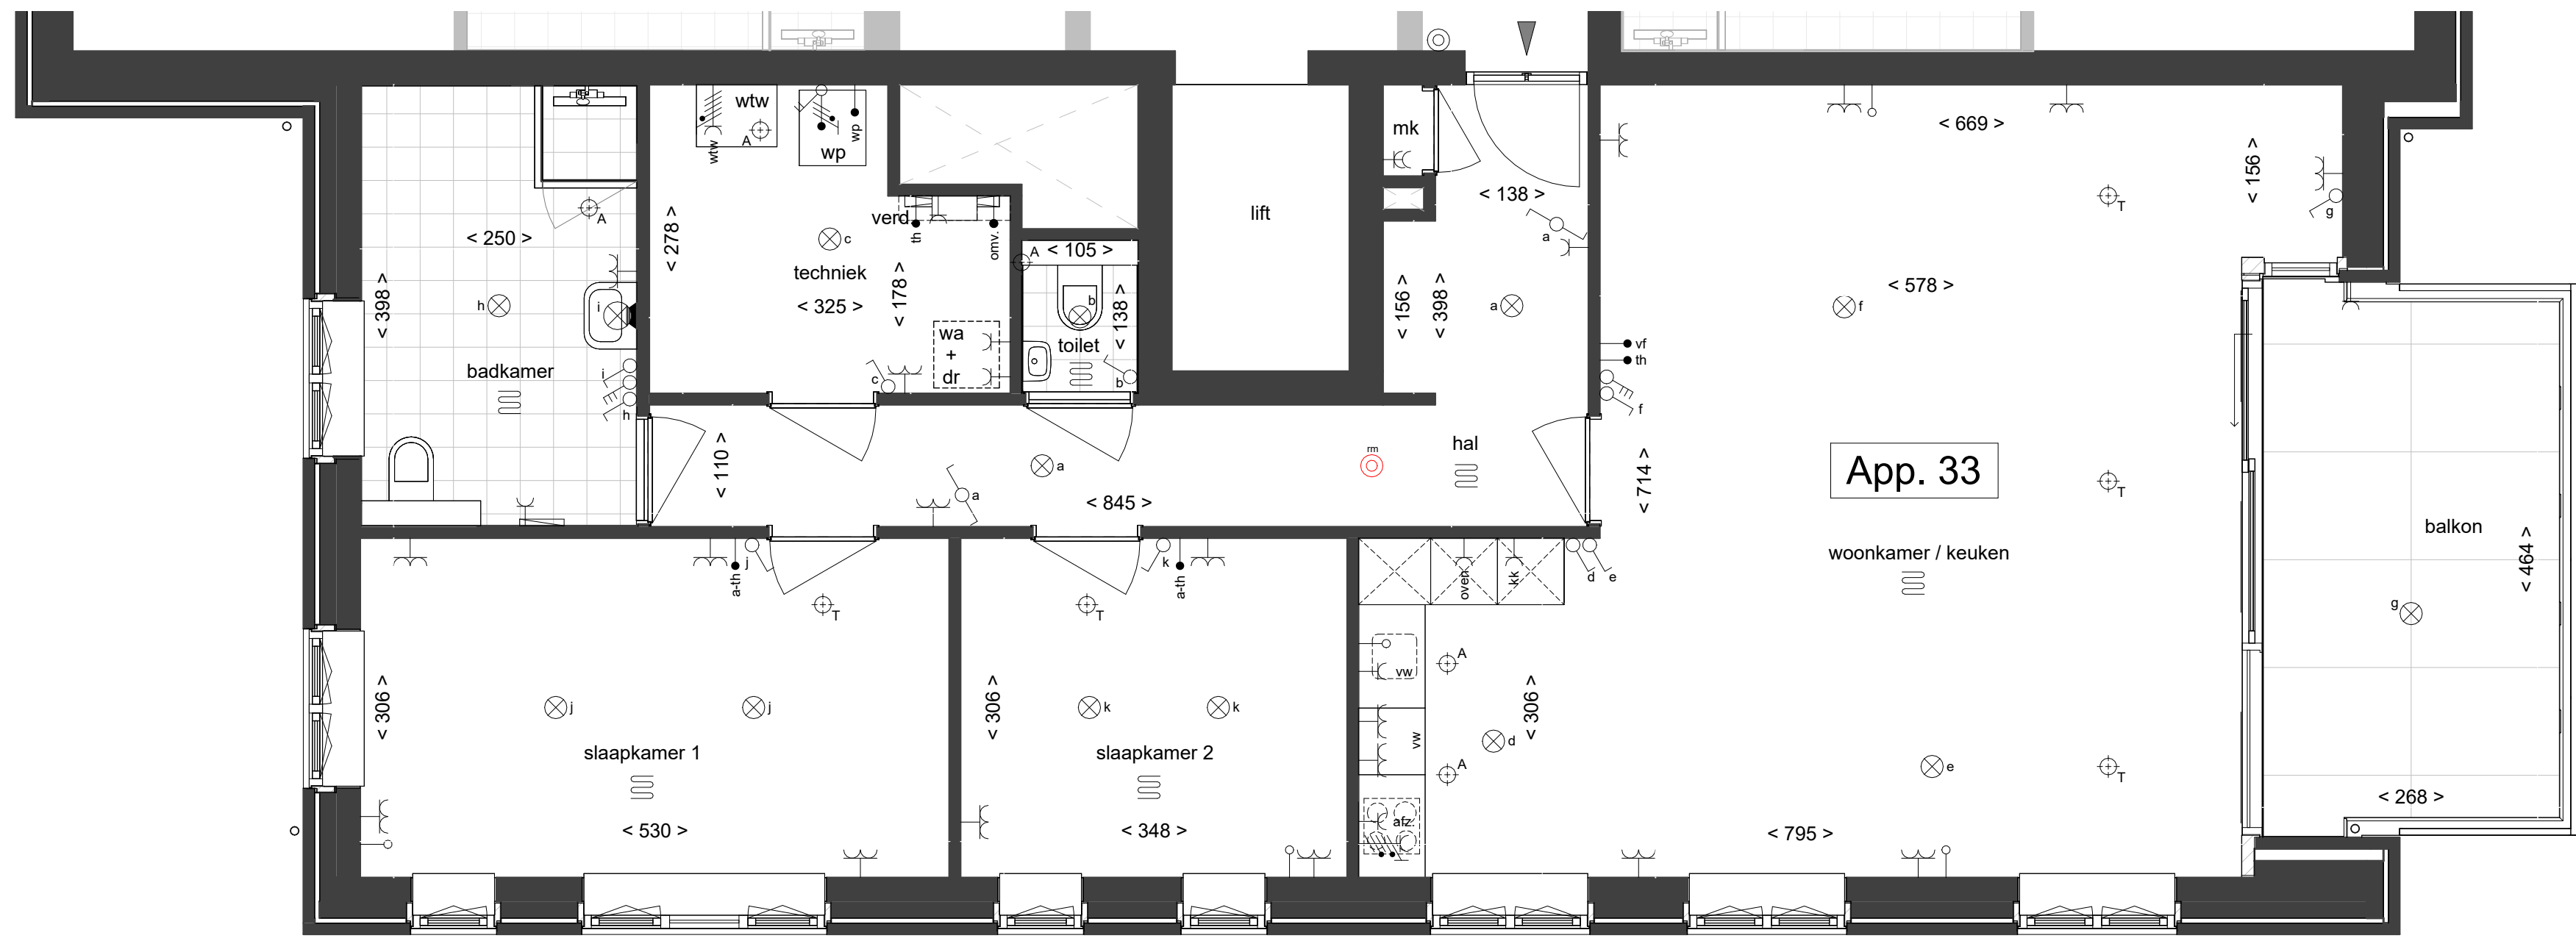 wtw
A
wtw
wp
wp
mk
< 669 >
< 156 >
< 138 >
T
g
verd.
th
omv.
A
lift
a
< 250 >
< 278 >
c
techniek
< 325 >
< 178 >
A
< 105 >
b
< 138 >
toilet
b
< 398 >
h
i
badkamer
i
h
c
wa
+
dr
< 156 >
< 398 >
a
< 578 >
f
vf
th
f
< 110 >
a
a
< 845 >
rm
hal
< 714 >
App. 33
T
balkon
< 464 >
g
< 268 >
woonkamer / keuken
j
a-th
T
k
a-th
T
oven
kk
d
e
vw
A
vw
A
afz.
d
< 306 >
e
T
< 795 >
< 306 >
j
j
slaapkamer 1
< 530 >
< 306 >
k
k
slaapkamer 2
< 348 >